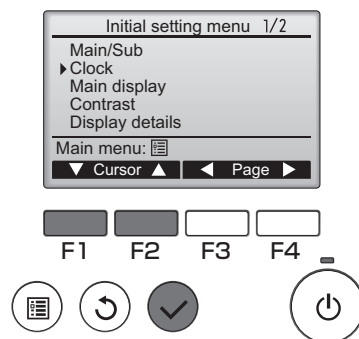 Initial setting menu 1/2
Main/Sub
Clock
Main display
Contrast
Display details
Main menu:
Cursor Page
F1 F2 F3 F4